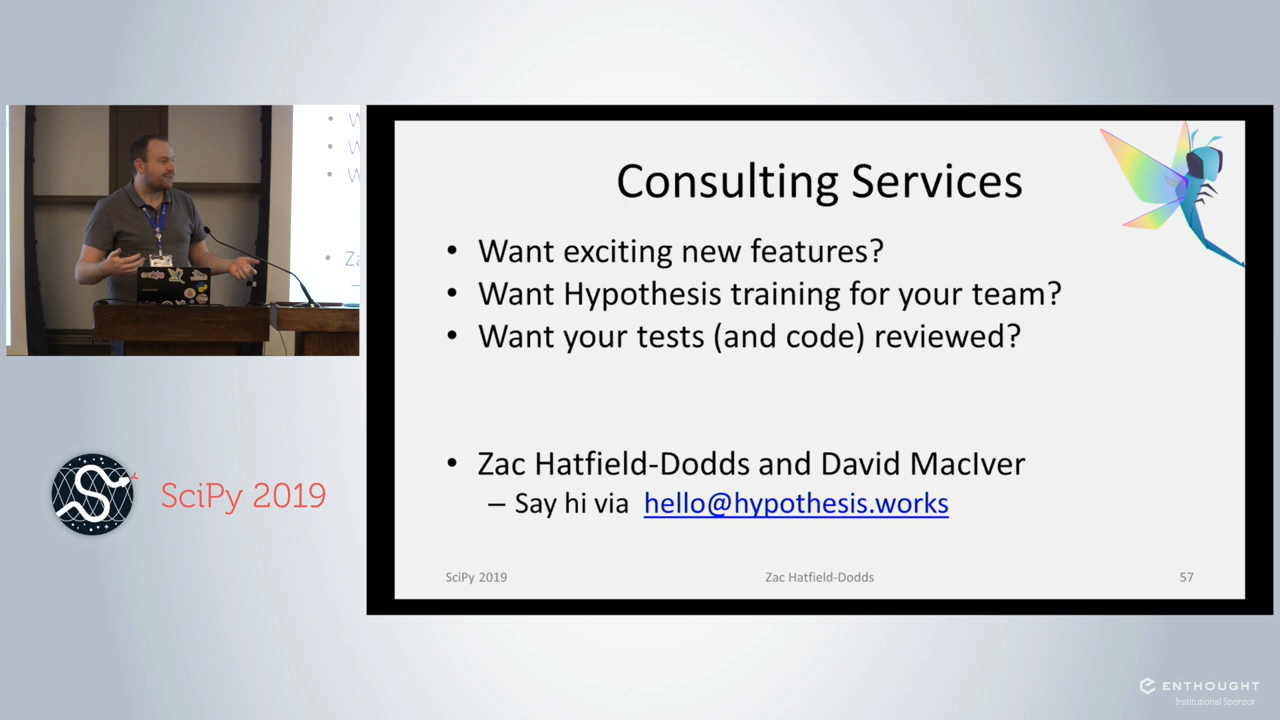 Consulting Services
• Want exciting new features?
• Want Hypothesis training for your team?
• Want your tests (and code) reviewed?
• Zac Hatfield-Dodds and David MacIver
– Say hi via hello@hypothesis.works
SciPy 2019 Zac Hatfield-Dodds 57
SciPy 2019
ENTHOUGHT
Institutional Sponsor